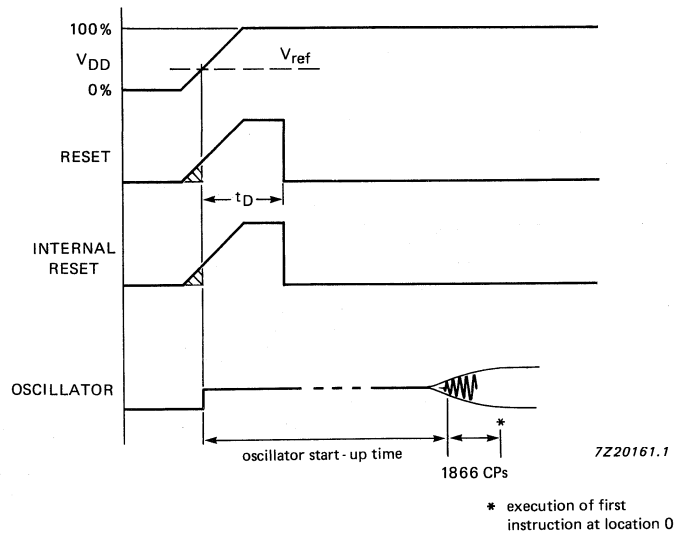 100%
VDD
Vref
0%
RESET
tD
INTERNAL
RESET
OSCILLATOR
*
oscillator start-up time
1866 CPs
7Z20161.1
* execution of first
instruction at location 0